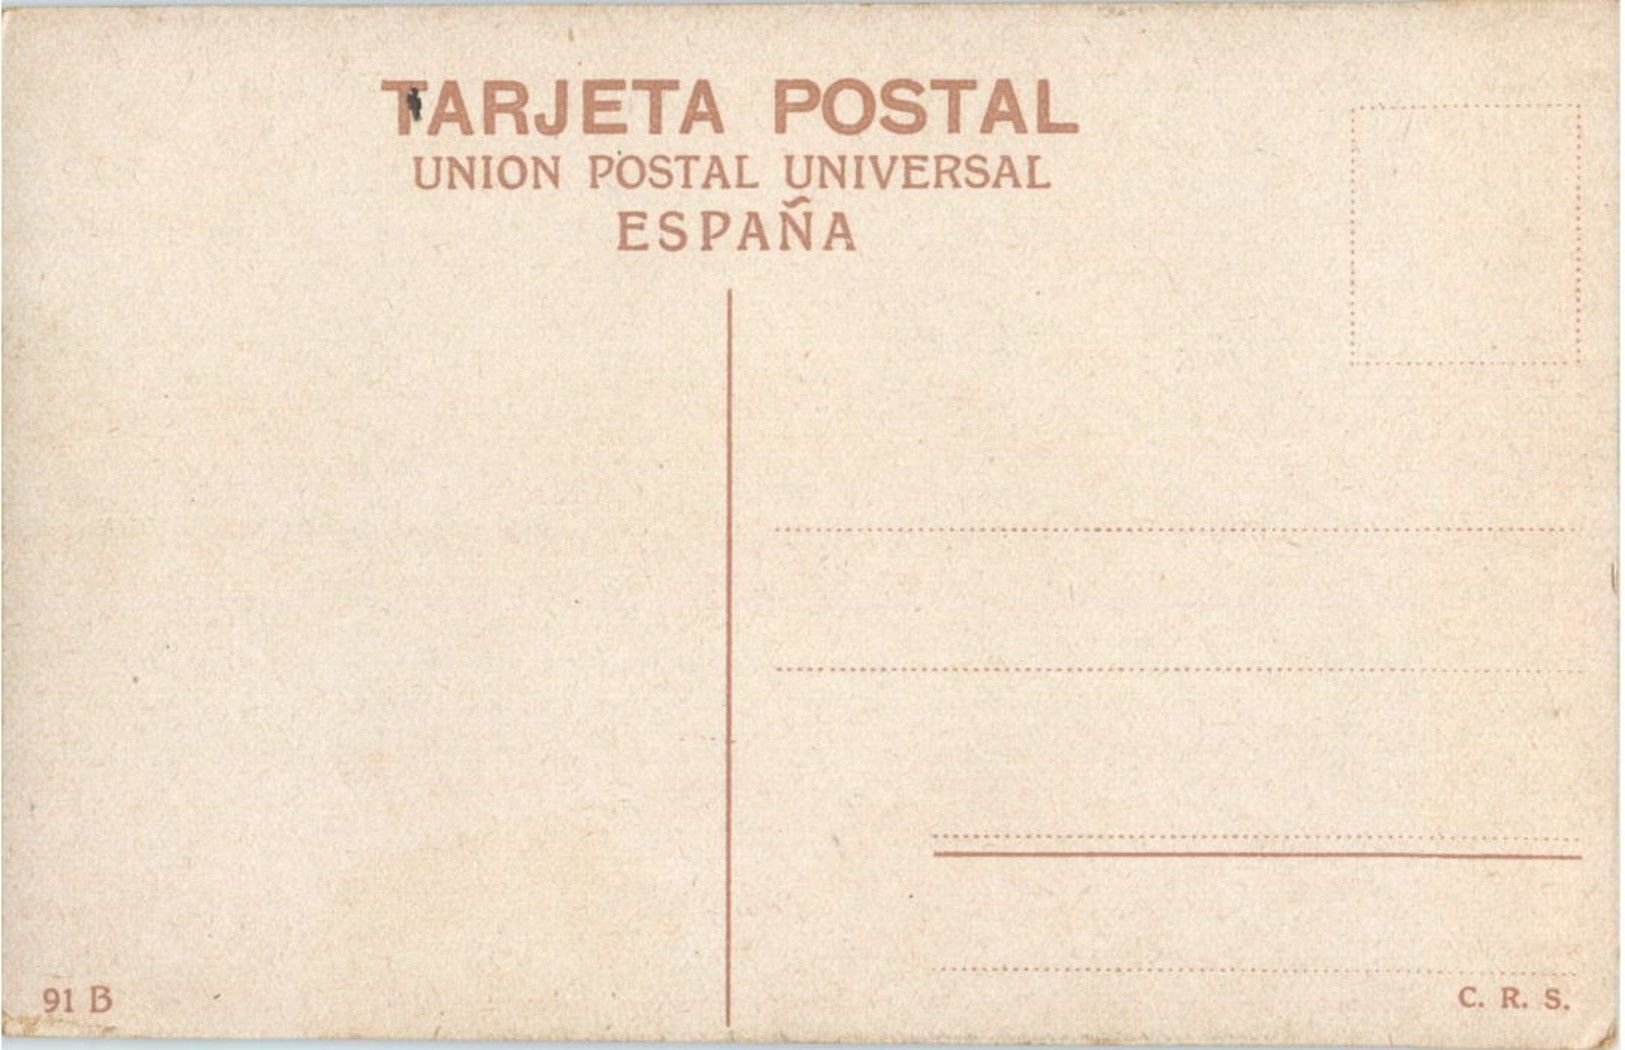 TARJETA POSTAL
UNION POSTAL UNIVERSAL
ESPAÑA
91 B
C. R. S.